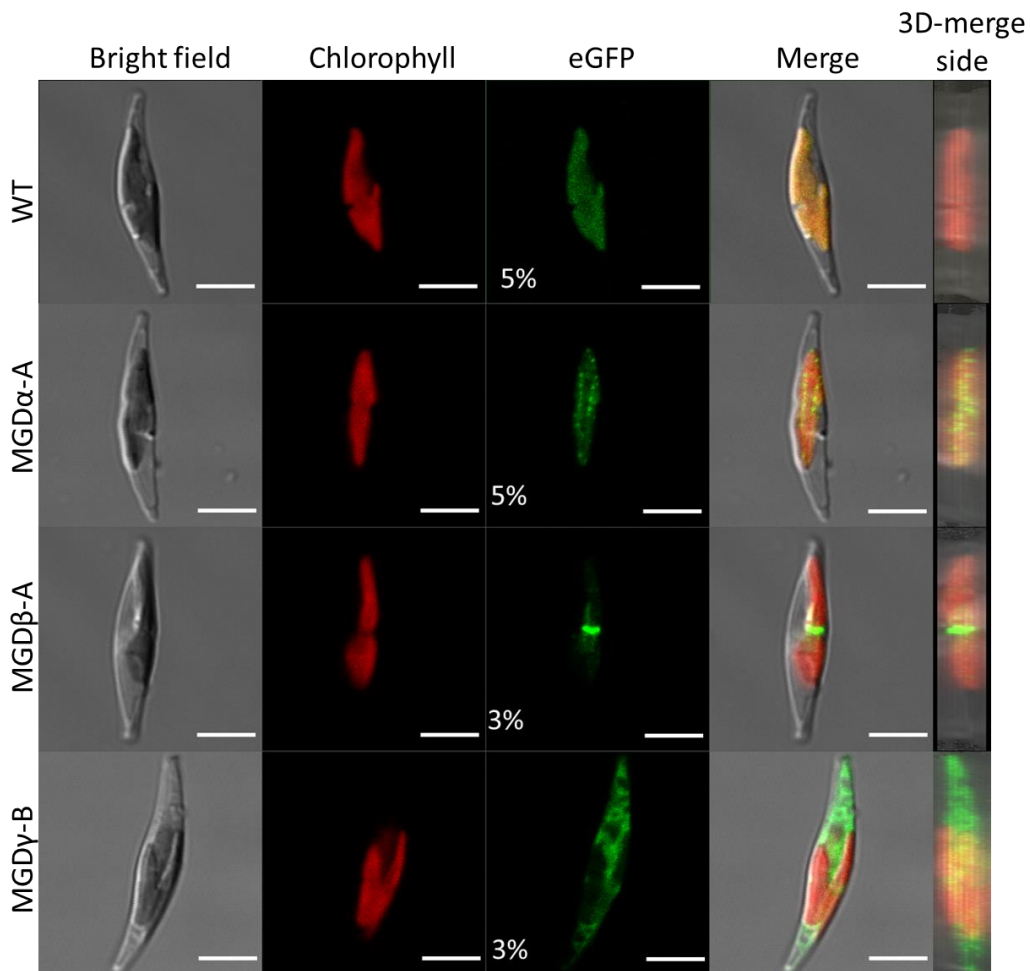 Bright field
Chlorophyll
eGFP
Merge
3D-merge
side
WT
5%
MGDα-A
5%
MGDβ-A
3%
MGDγ-B
3%